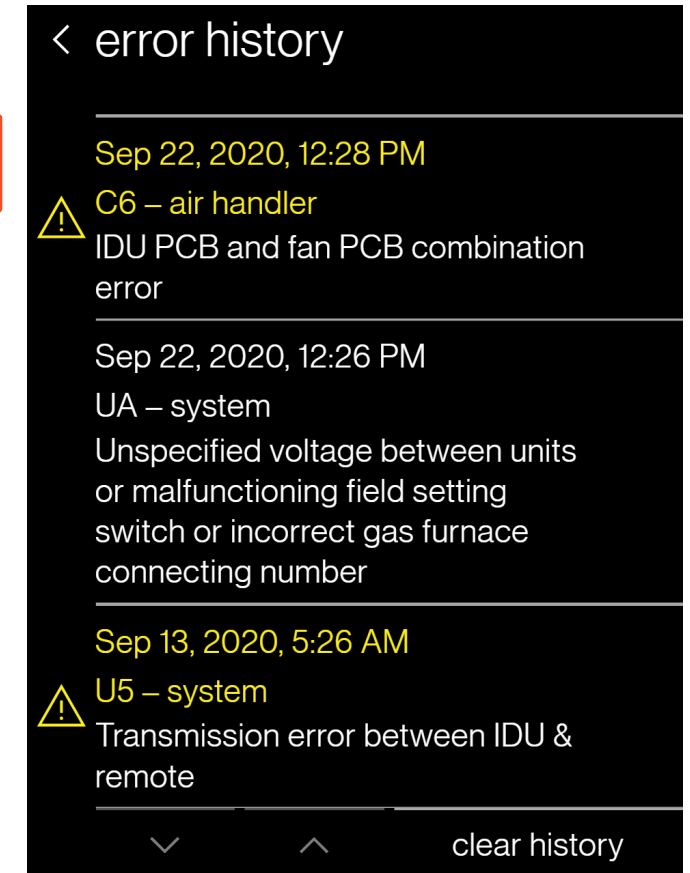 error history
Sep 22, 2020, 12:28 PM
C6 – air handler
IDU PCB and fan PCB combination
error
Sep 22, 2020, 12:26 PM
UA – system
Unspecified voltage between units
or malfunctioning field setting
switch or incorrect gas furnace
connecting number
Sep 13, 2020, 5:26 AM
U5 – system
Transmission error between IDU &
remote
clear history